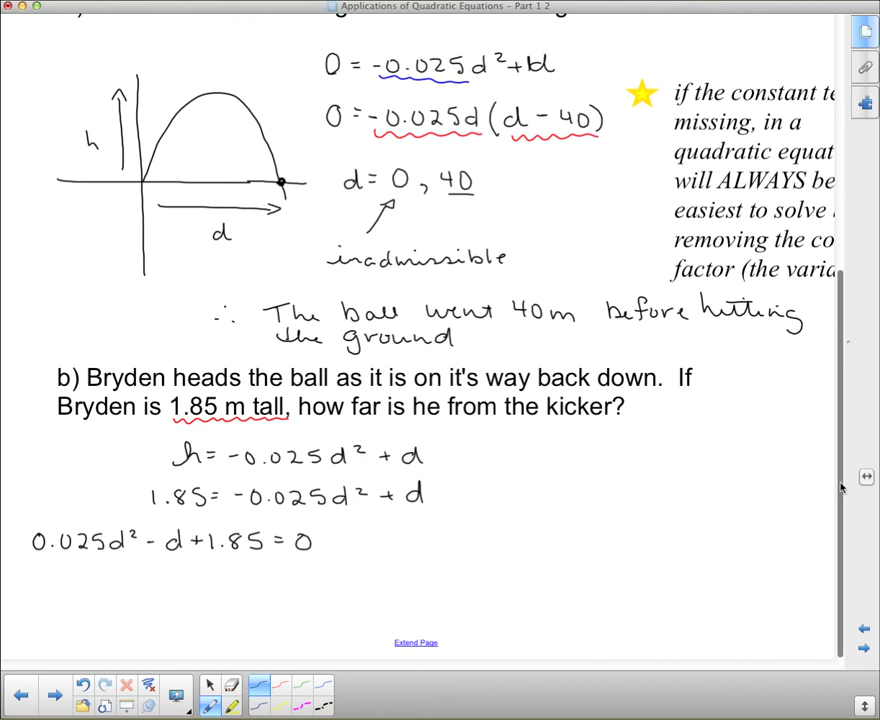 Applications of Quadratic Equations - Part 1 2
0 = -0.025d²+1d
0 = -0.025d(d - 40)
h
d
d = 0, 40
inadmissible
if the constant te
missing, in a
quadratic equat
will ALWAYS be
easiest to solve
removing the co
factor (the varia
∴ The ball went 40m before hitting
the ground
b) Bryden heads the ball as it is on it's way back down. If
Bryden is 1.85 m tall, how far is he from the kicker?
h = -0.025d² + d
1.85 = -0.025d² + d
0.025d² - d + 1.85 = 0
Extend Page